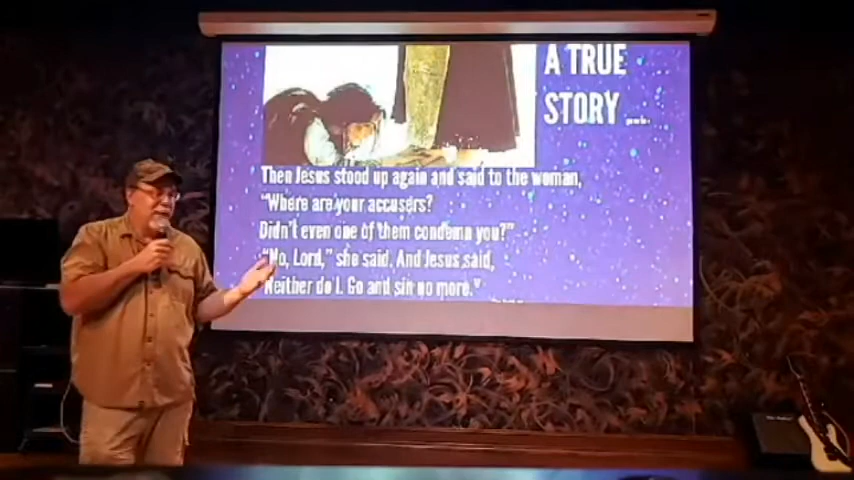 A TRUE
STORY
Then Jesus stood up again and said to the woman,
"Where are your accusers?
Didn't even one of them condemn you?"
"No, Lord," she said. And Jesus said,
"Neither do I. Go and sin no more."